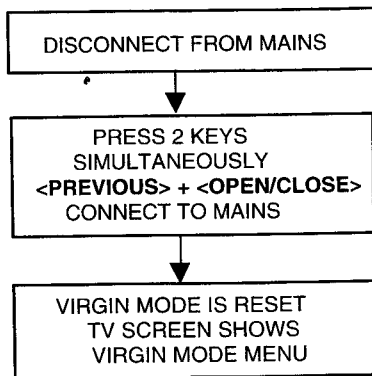 DISCONNECT FROM MAINS
PRESS 2 KEYS
SIMULTANEOUSLY
<PREVIOUS> + <OPEN/CLOSE>
CONNECT TO MAINS
VIRGIN MODE IS RESET
TV SCREEN SHOWS
VIRGIN MODE MENU